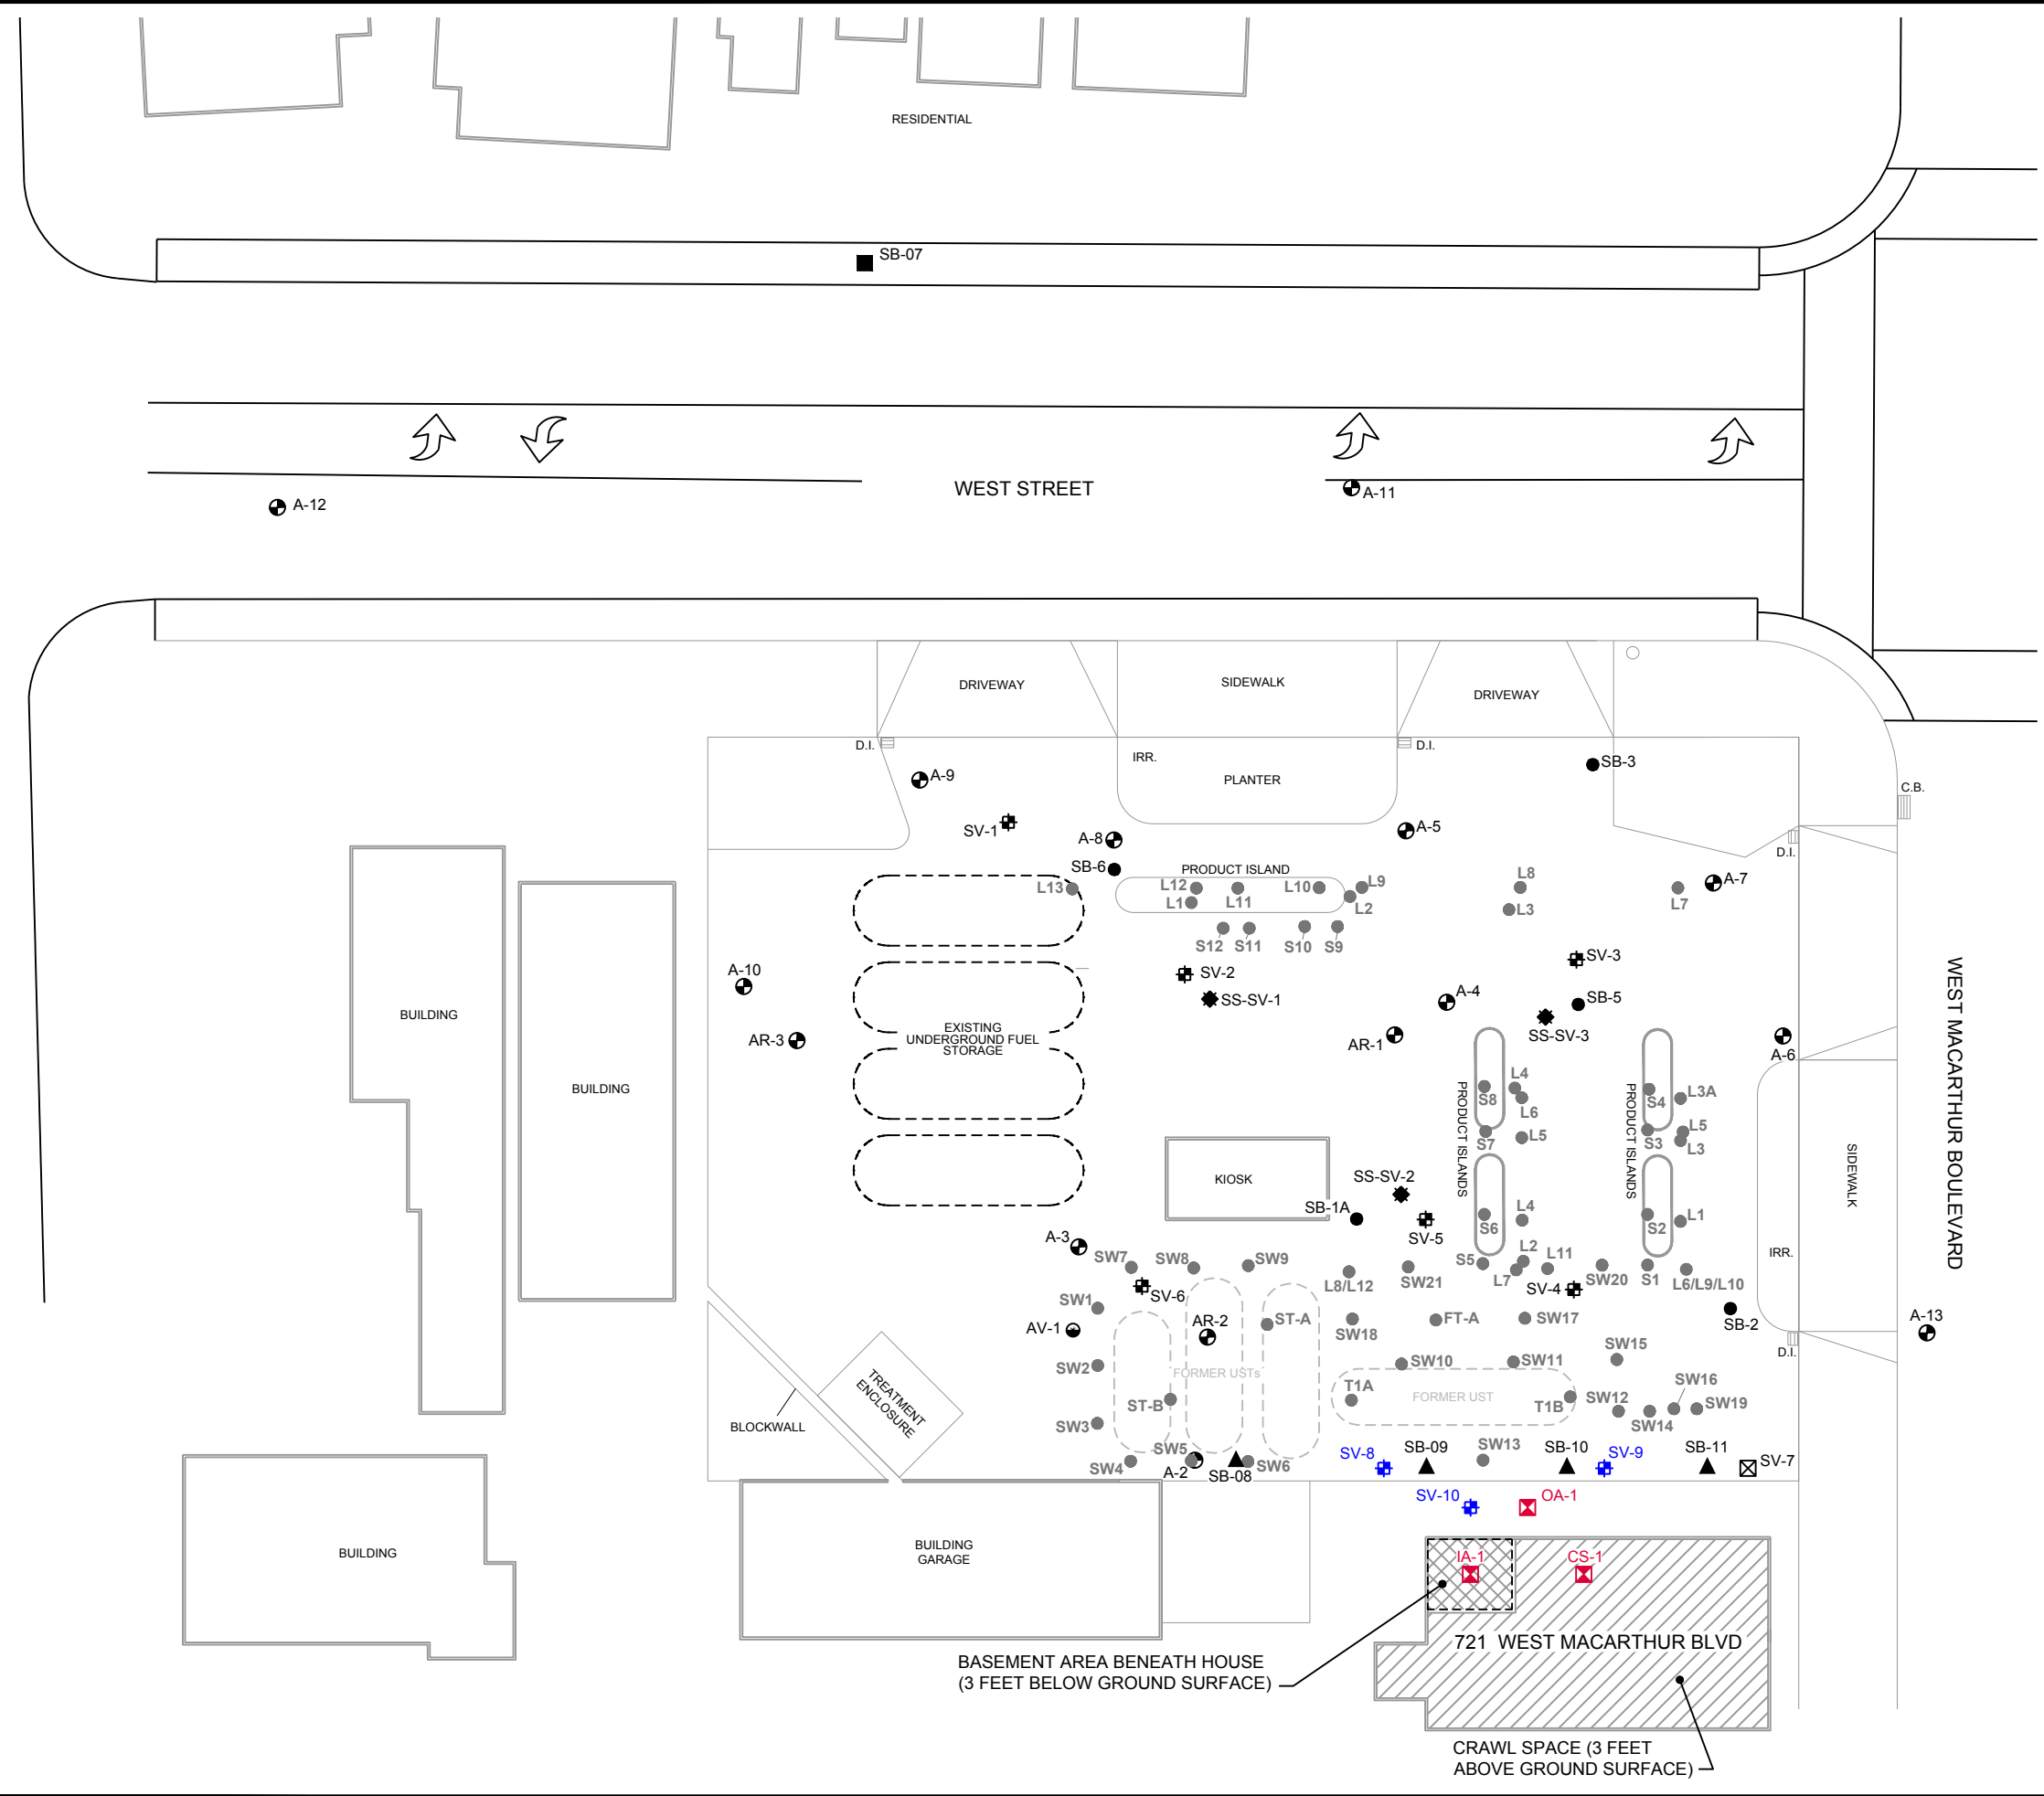 RESIDENTIAL
SB-07
WEST STREET
A-12
A-11
DRIVEWAY
SIDEWALK
DRIVEWAY
D.I.
IRR.
D.I.
SB-3
A-9
PLANTER
C.B.
SV-1
A-8
A-5
D.I.
SB-6
PRODUCT ISLAND
L13
L12
L1
L11
L10
L9
L2
L8
L3
L7
A-7
S12
S11
S10
S9
A-10
SV-2
SS-SV-1
SV-3
A-4
SB-5
BUILDING
AR-3
EXISTING
UNDERGROUND FUEL
STORAGE
AR-1
SS-SV-3
A-6
WEST MACARTHUR BOULEVARD
BUILDING
PRODUCT ISLANDS
S8
L4
L6
S7
L5
PRODUCT ISLANDS
S4
L3A
S3
L5
L3
SIDEWALK
KIOSK
SS-SV-2
SB-1A
SV-5
S6
L4
S2
L1
A-3
SW7
SW8
SW9
L8/L12
SW21
S5
L2
L7
L11
SV-4
SW20
S1
L6/L9/L10
IRR.
SV-6
SW1
AV-1
AR-2
ST-A
SW18
FT-A
SW17
SB-2
A-13
D.I.
SW2
FORMER USTs
SW10
SW11
SW15
SW16
TREATMENT
ENCLOSURE
ST-B
T1A
FORMER UST
T1B
SW12
SW14
SW19
BLOCKWALL
SW3
SW4
SW5
A-2
SB-08
SW6
SV-8
SB-09
SW13
SB-10
SV-9
SB-11
SV-7
SV-10
OA-1
BUILDING
BUILDING
GARAGE
IA-1
CS-1
721 WEST MACARTHUR BLVD
BASEMENT AREA BENEATH HOUSE
(3 FEET BELOW GROUND SURFACE)
CRAWL SPACE (3 FEET
ABOVE GROUND SURFACE)